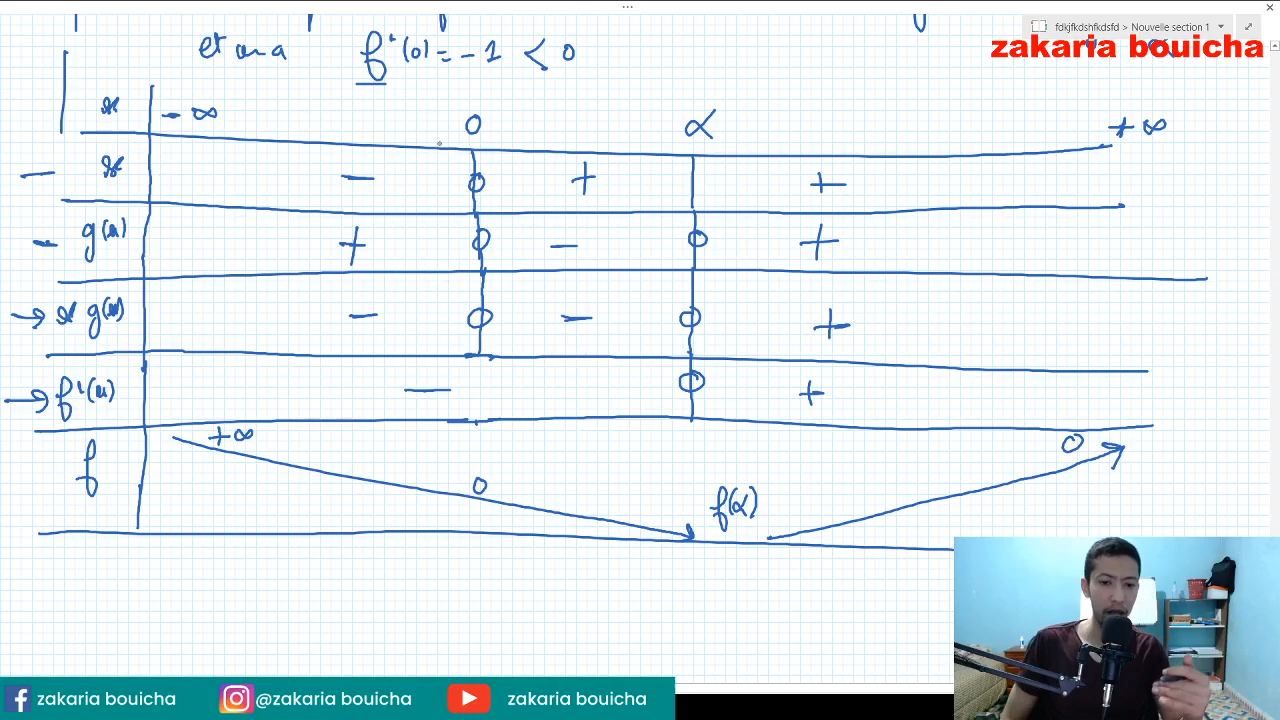 fdkjfkdshfkdsfd > Nouvelle section 1
zakaria bouicha
et on a f'(0) = -1 < 0
x -∞ 0 α +∞
- x - 0 + +
- g(x) + 0 - 0 +
→ x g(x) - 0 - 0 +
→ f'(x) - 0 +
f +∞ 0 f(α) 0
zakaria bouicha @zakaria bouicha zakaria bouicha